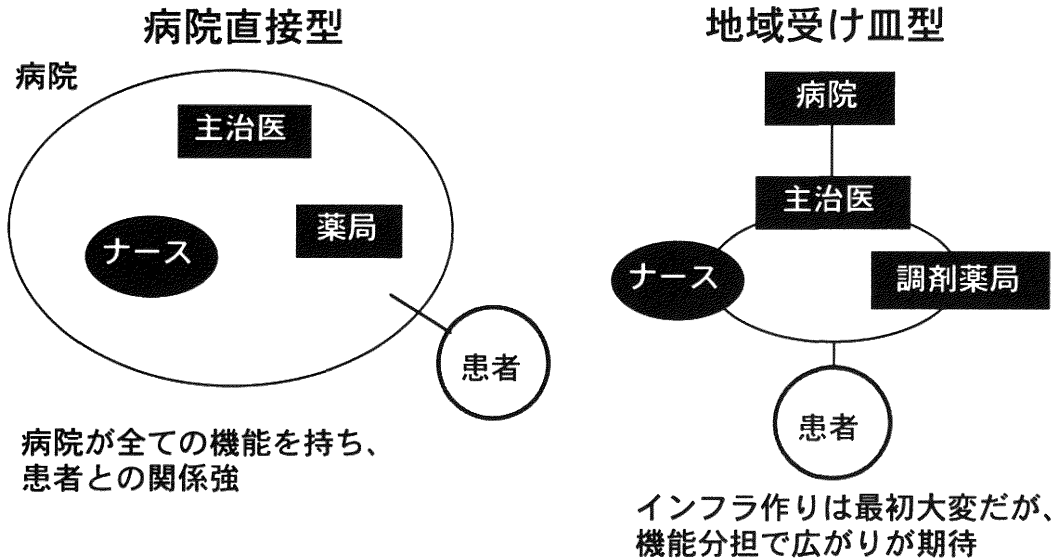 病院直接型
病院
主治医
薬局
ナース
患者
病院が全ての機能を持ち、
患者との関係強
地域受け皿型
病院
主治医
ナース
調剤薬局
患者
インフラ作りは最初大変だが、
機能分担で広がりが期待